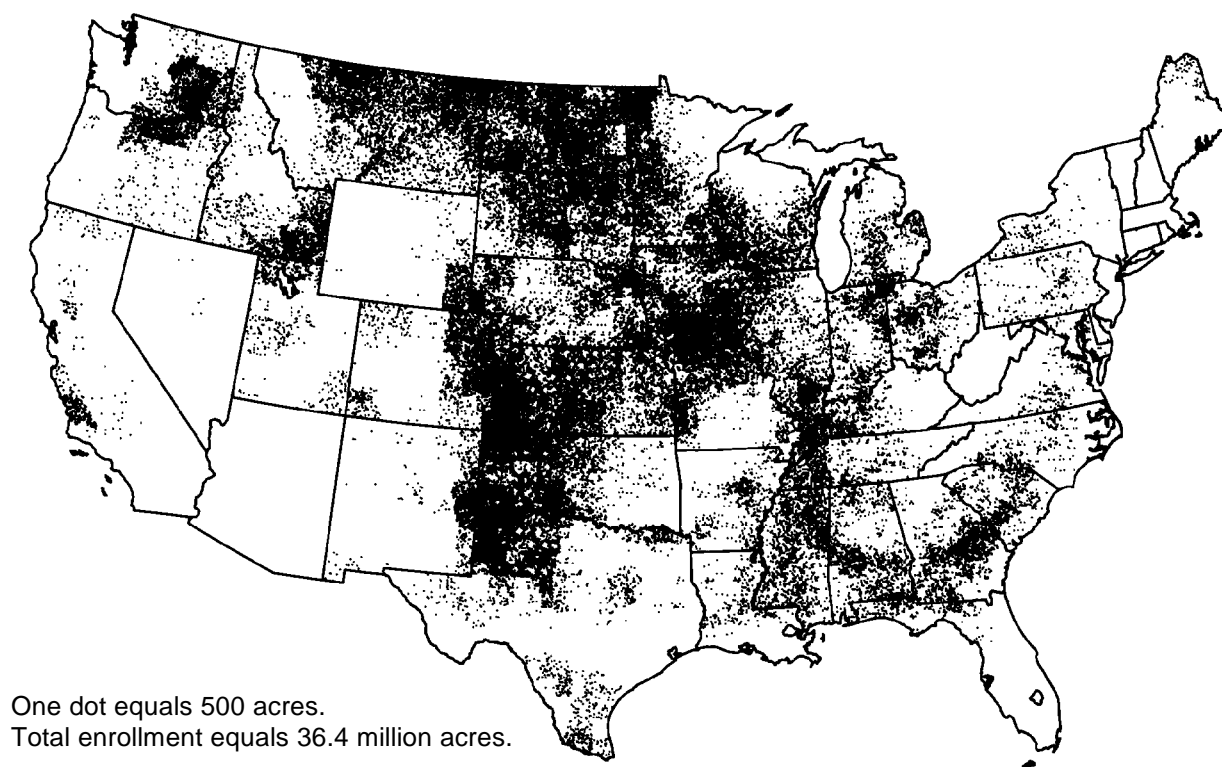 One dot equals 500 acres.
Total enrollment equals 36.4 million acres.